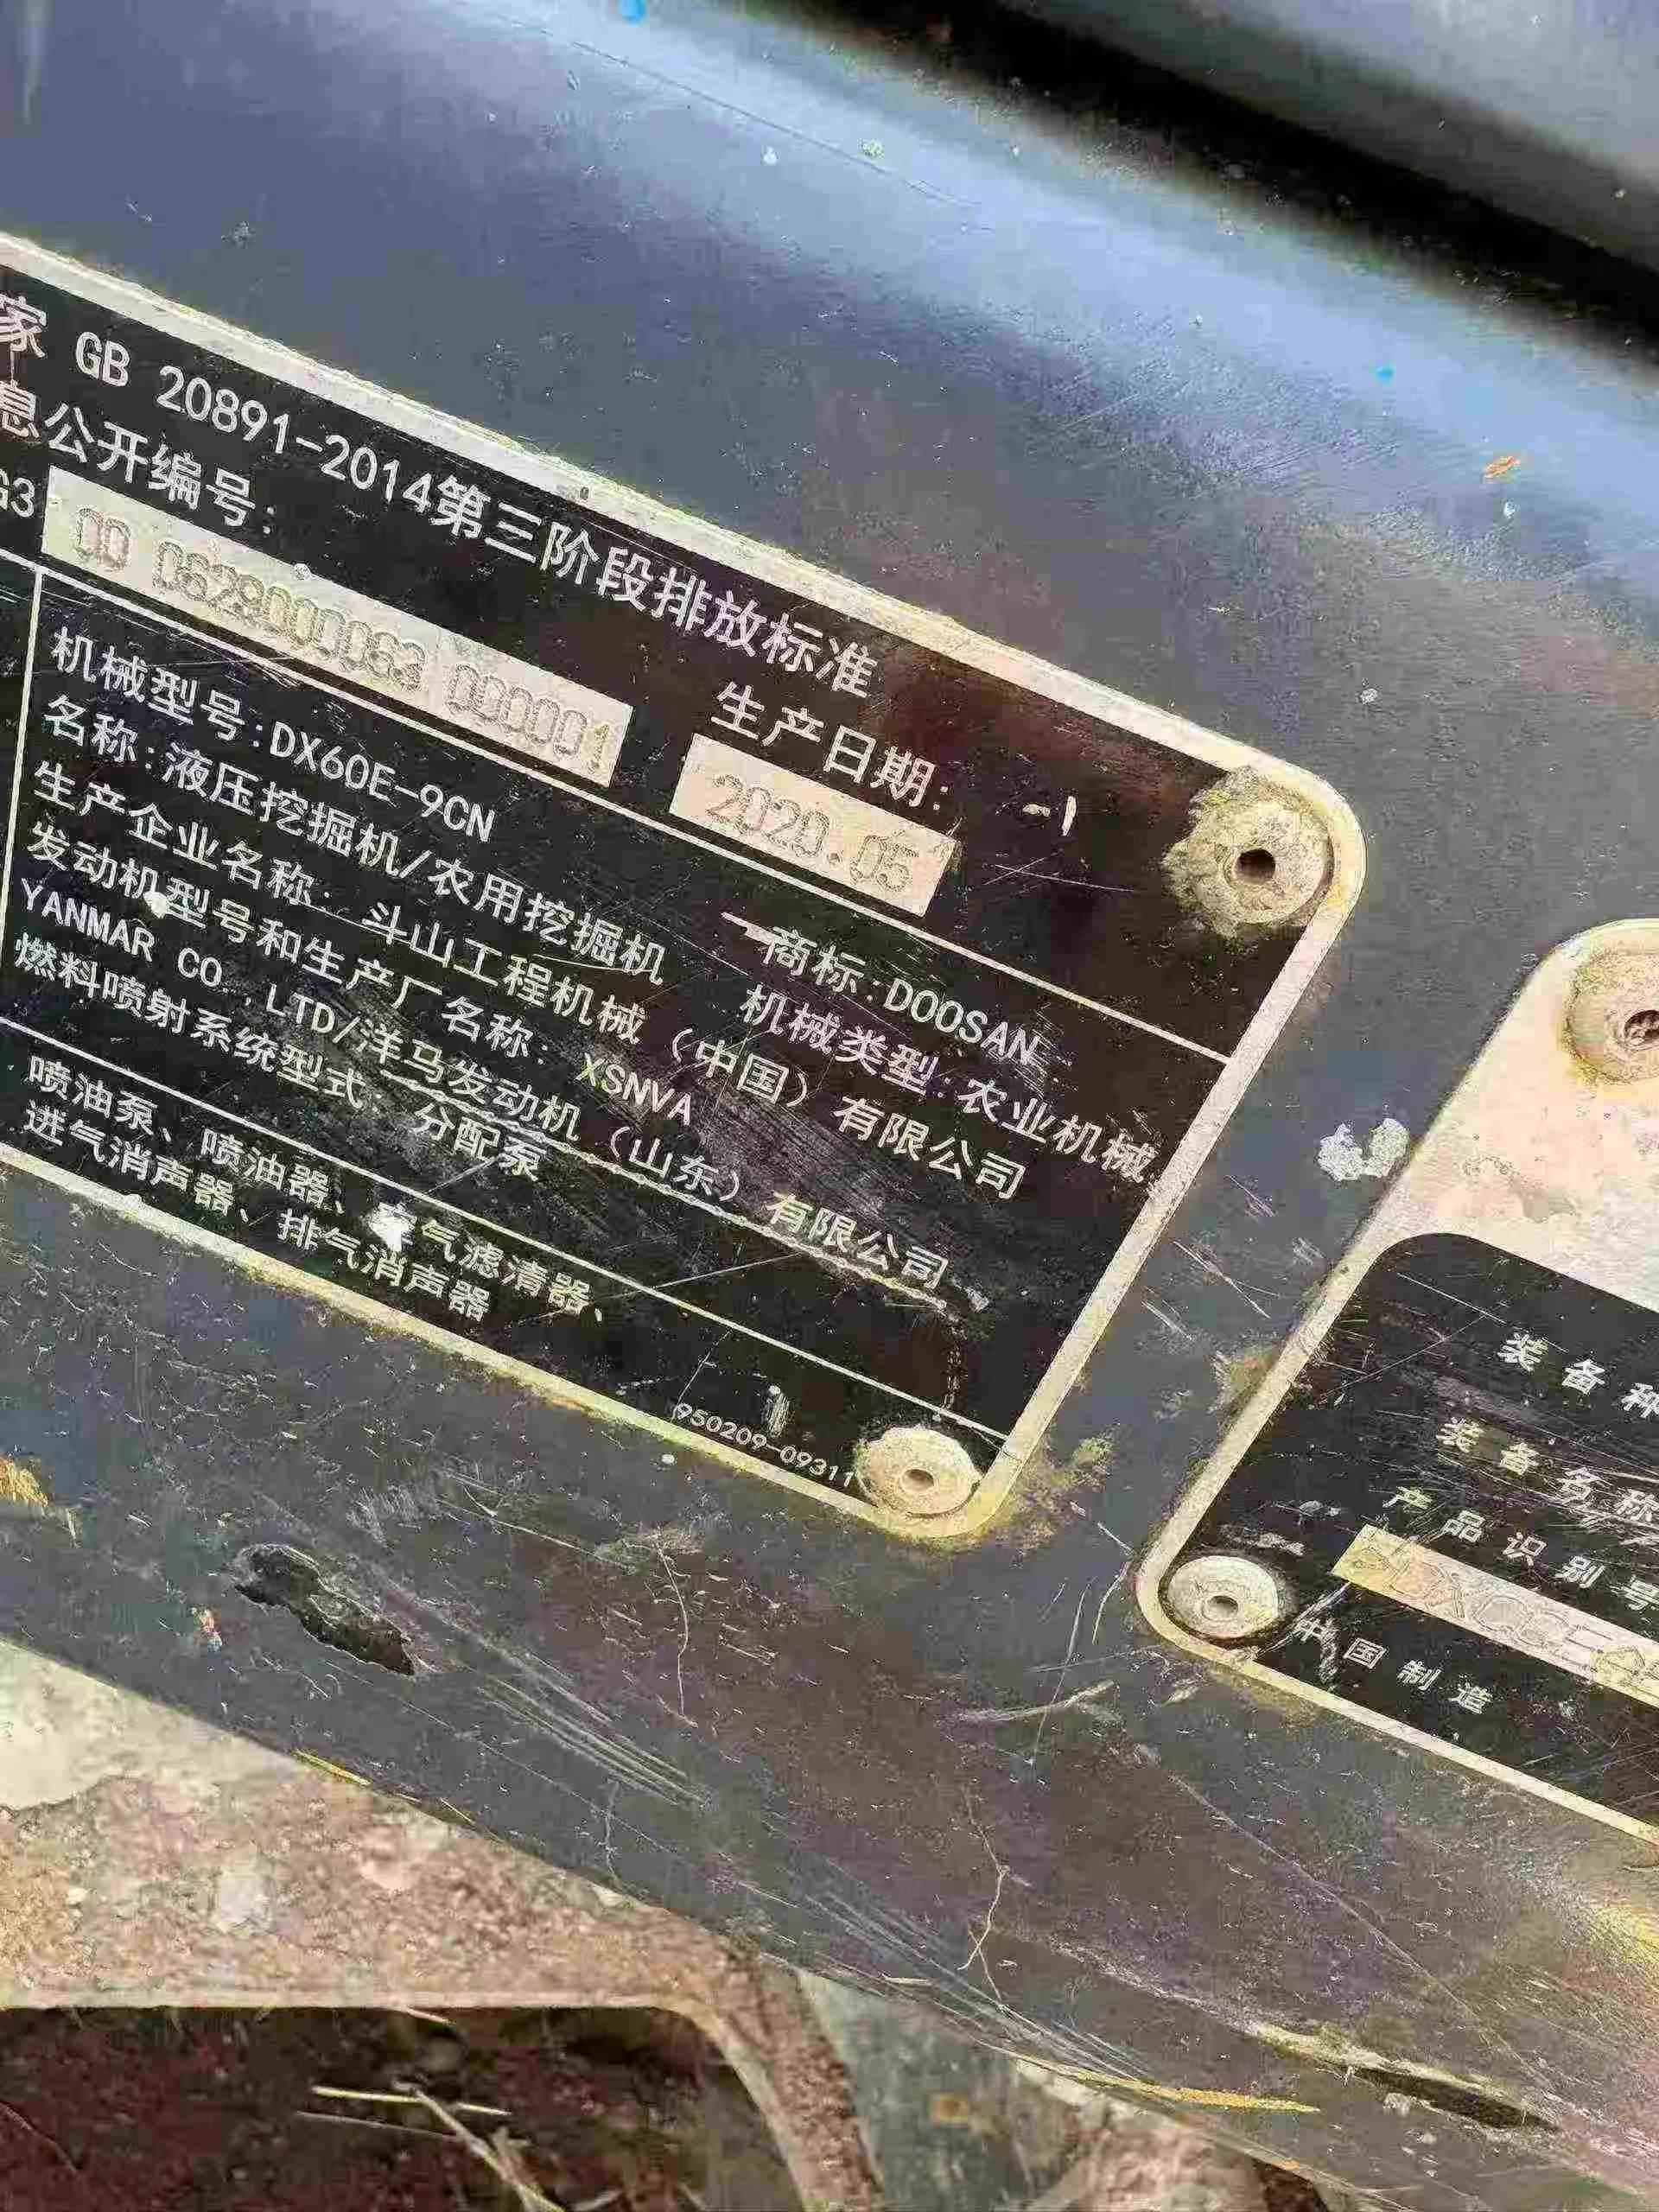 家 GB 20891-2014第三阶段排放标准
息公开编号:
G3 00 0G29000063 000001
生产日期:
2020.05
机械型号:DX60E-9CN
商标:DOOSAN
名称:液压挖掘机/农用挖掘机
机械类型:农业机械
生产企业名称: 斗山工程机械（中国）有限公司
发动机型号和生产厂名称: XSNVA
YANMAR CO.,LTD/洋马发动机（山东）有限公司
燃料喷射系统型式: 分配泵
喷油泵、喷油器、空气滤清器、
进气消声器、排气消声器
950209-09311
装备种
装备名称
产品识别号
中国制造